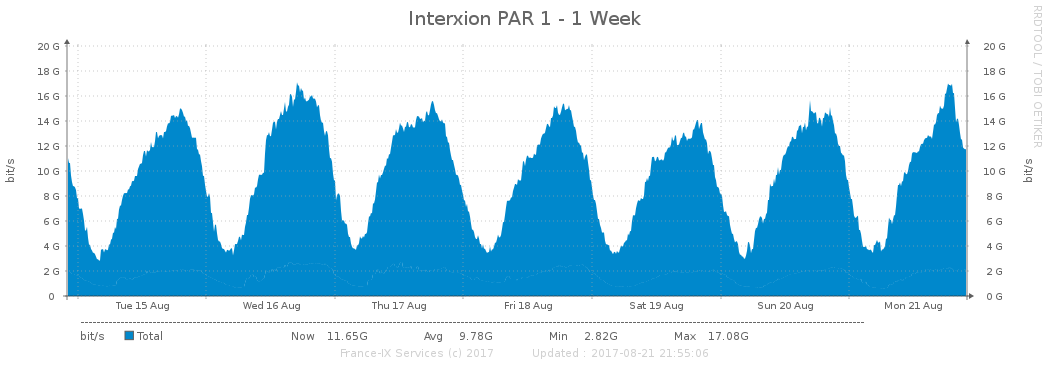 Interxion PAR 1 - 1 Week
RRDTOOL / TOBI OETIKER
20 G 20 G
18 G 18 G
16 G 16 G
14 G 14 G
12 G 12 G
10 G 10 G
8 G 8 G
6 G 6 G
4 G 4 G
2 G 2 G
0 0 G
bit/s
bit/s
Tue 15 Aug Wed 16 Aug Thu 17 Aug Fri 18 Aug Sat 19 Aug Sun 20 Aug Mon 21 Aug
bit/s Total Now 11.65G Avg 9.78G Min 2.82G Max 17.08G
France-IX Services (c) 2017 Updated : 2017-08-21 21:55:06